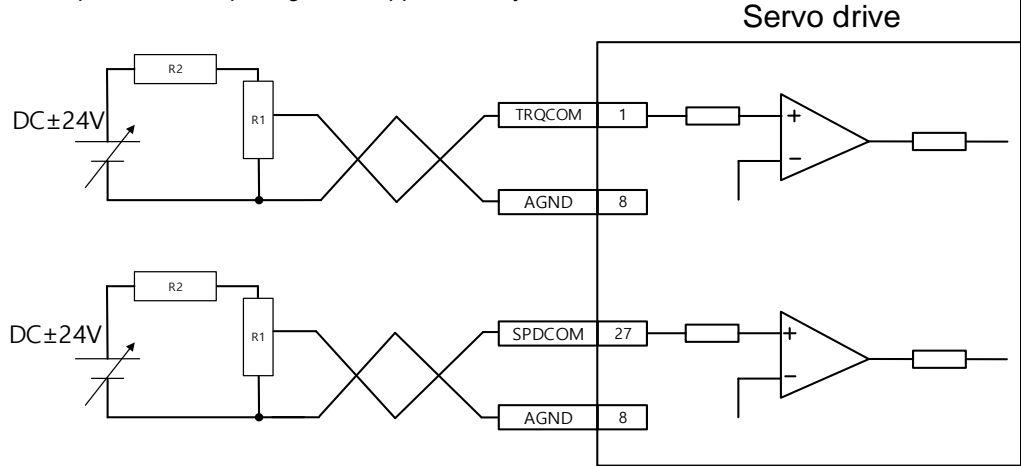 Servo drive
R2
R1
DC±24V
TRQCOM 1
AGND 8
R2
R1
DC±24V
SPDCOM 27
AGND 8